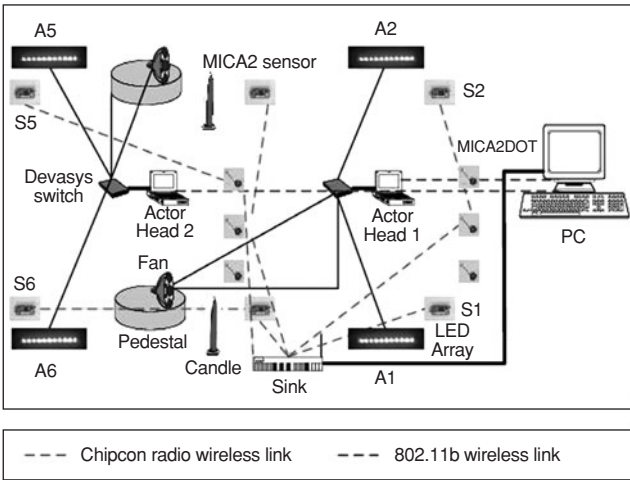 A5
A2
MICA2 sensor
S5
S2
MICA2DOT
Devasys
switch
Actor
Head 2
Actor
Head 1
PC
Fan
S6
S1
Pedestal
LED
Array
A6
Candle
Sink
A1
Chipcon radio wireless link
802.11b wireless link